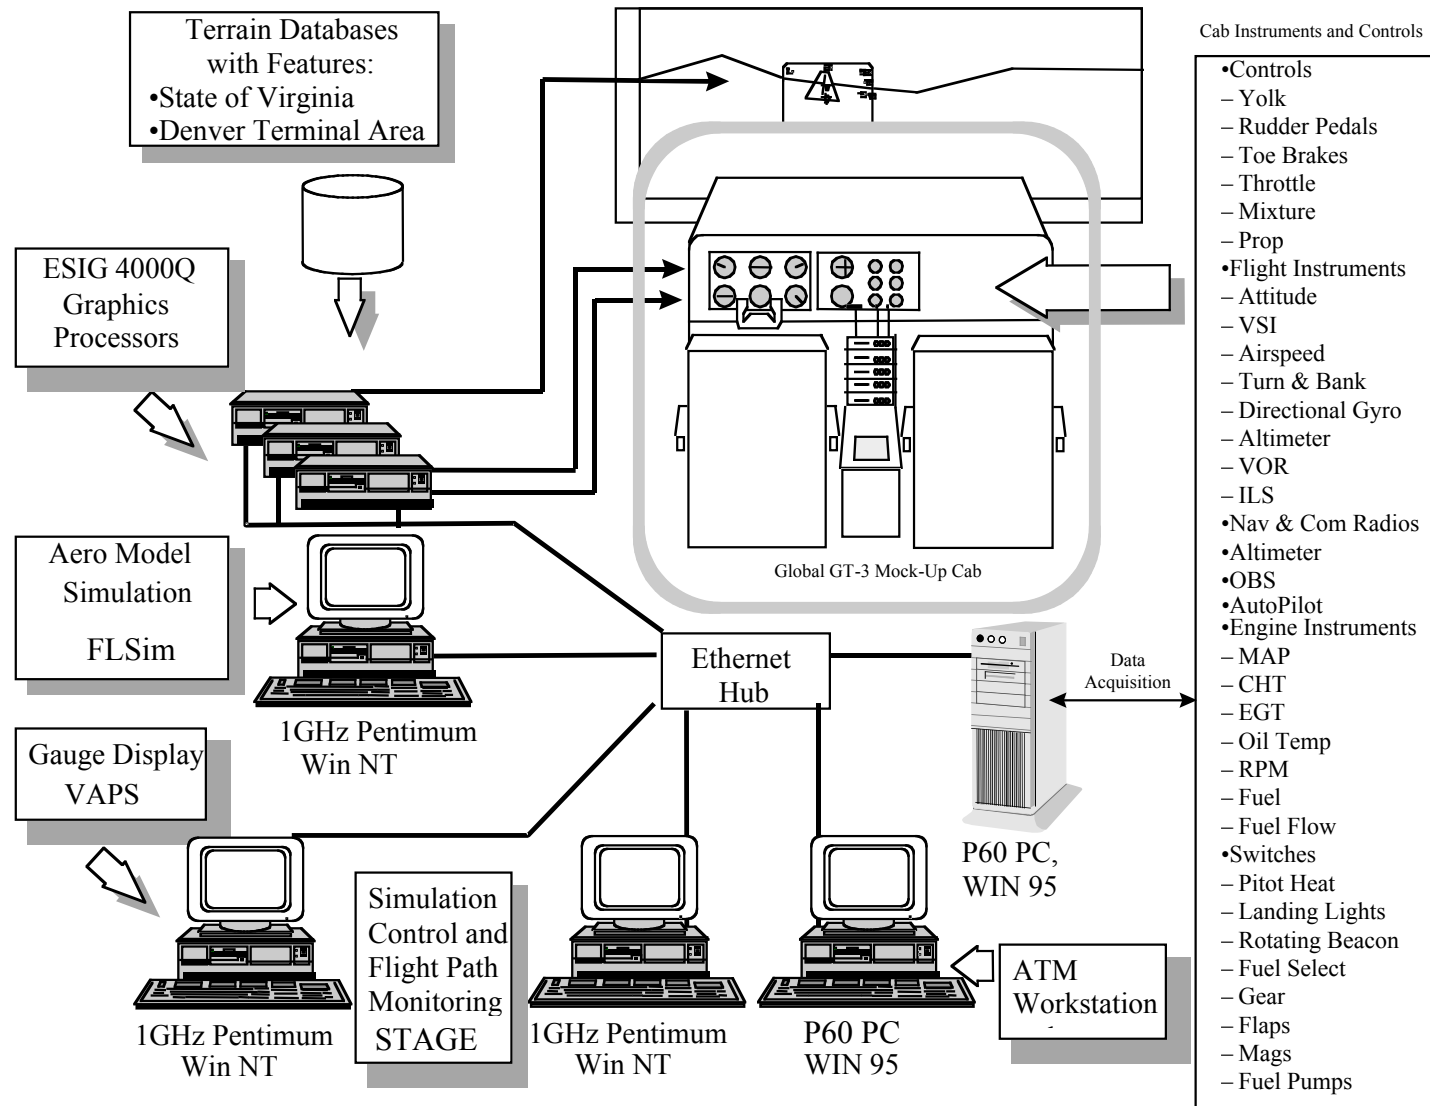 Terrain Databases
with Features:
•State of Virginia
•Denver Terminal Area
ESIG 4000Q
Graphics
Processors
Aero Model
Simulation
FLSim
1GHz Pentimum
Win NT
Gauge Display
VAPS
1GHz Pentimum
Win NT
Simulation
Control and
Flight Path
Monitoring
STAGE
1GHz Pentimum
Win NT
P60 PC
WIN 95
ATM
Workstation
Ethernet
Hub
P60 PC,
WIN 95
Data
Acquisition
Global GT-3 Mock-Up Cab
Cab Instruments and Controls
•Controls
– Yolk
– Rudder Pedals
– Toe Brakes
– Throttle
– Mixture
– Prop
•Flight Instruments
– Attitude
– VSI
– Airspeed
– Turn & Bank
– Directional Gyro
– Altimeter
– VOR
– ILS
•Nav & Com Radios
•Altimeter
•OBS
•AutoPilot
•Engine Instruments
– MAP
– CHT
– EGT
– Oil Temp
– RPM
– Fuel
– Fuel Flow
•Switches
– Pitot Heat
– Landing Lights
– Rotating Beacon
– Fuel Select
– Gear
– Flaps
– Mags
– Fuel Pumps